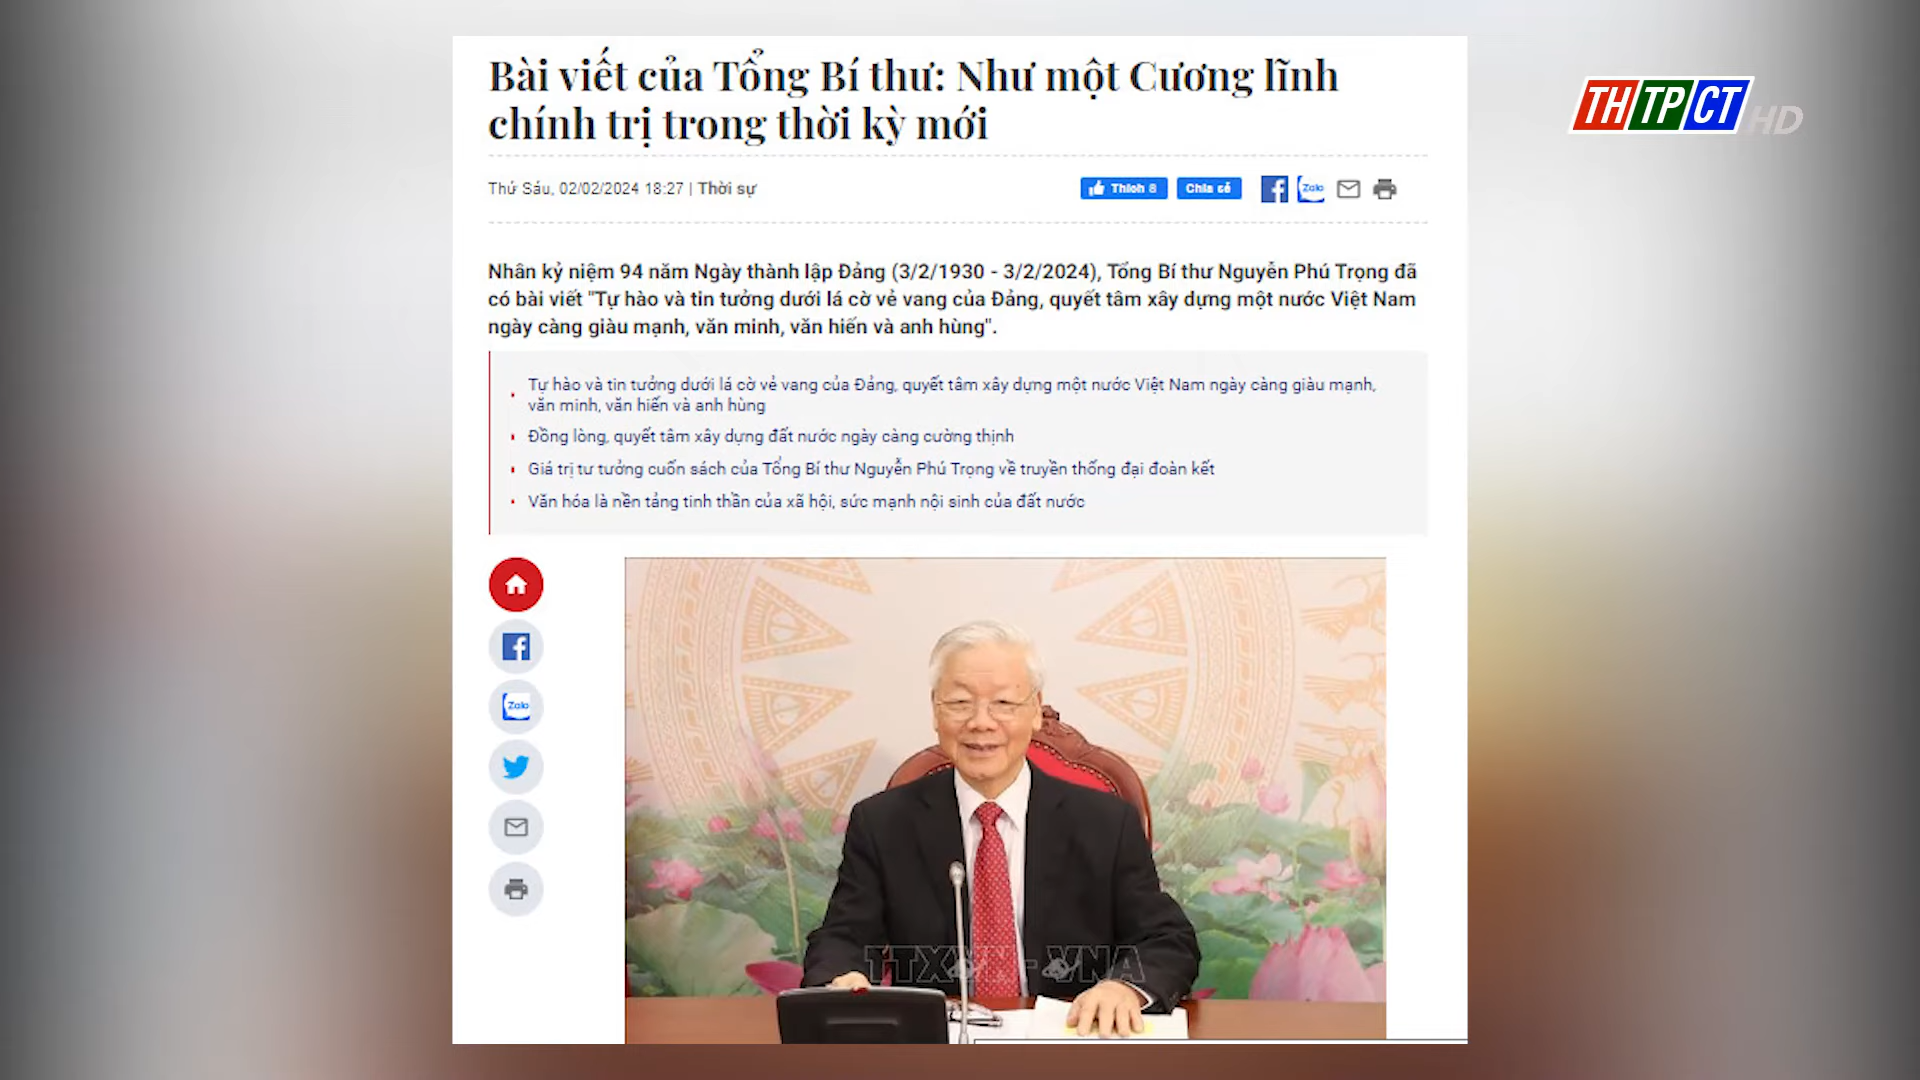 Bài viết của Tổng Bí thư: Như một Cương lĩnh
chính trị trong thời kỳ mới
THTPCT HD
Thứ Sáu, 02/02/2024 18:27 | Thời sự
Thích 8
Chia sẻ
Zalo
Nhân kỷ niệm 94 năm Ngày thành lập Đảng (3/2/1930 - 3/2/2024), Tổng Bí thư Nguyễn Phú Trọng đã
có bài viết "Tự hào và tin tưởng dưới lá cờ vẻ vang của Đảng, quyết tâm xây dựng một nước Việt Nam
ngày càng giàu mạnh, văn minh, văn hiến và anh hùng".
Tự hào và tin tưởng dưới lá cờ vẻ vang của Đảng, quyết tâm xây dựng một nước Việt Nam ngày càng giàu mạnh,
văn minh, văn hiến và anh hùng
Đồng lòng, quyết tâm xây dựng đất nước ngày càng cường thịnh
Giá trị tư tưởng cuốn sách của Tổng Bí thư Nguyễn Phú Trọng về truyền thống đại đoàn kết
Văn hóa là nền tảng tinh thần của xã hội, sức mạnh nội sinh của đất nước
Zalo
TTXVN - VNA